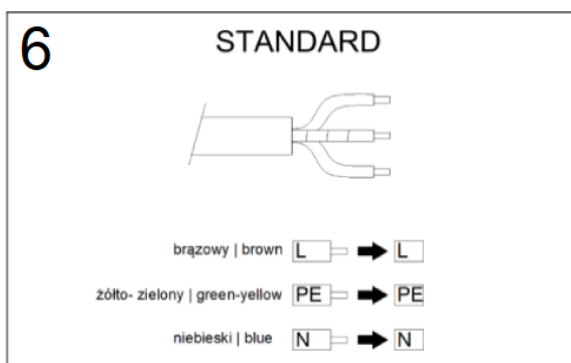 6
STANDARD
brązowy | brown L L
żółto- zielony | green-yellow PE PE
niebieski | blue N N